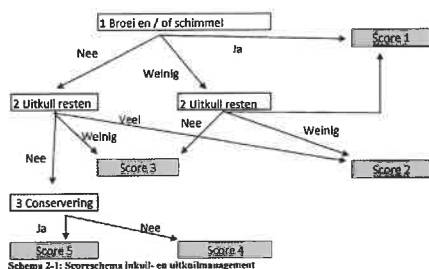 1 Broei en / of schimmel
Nee
Weinig
Ja
Score 1
2 Uitkuil resten
2 Uitkuil resten
Veel
Weinig
Nee
Weinig
Nee
Score 3
Score 2
3 Conservering
Ja
Nee
Score 5
Score 4
Schema 2-1: Scoreschema inkuil- en uitkuilmanagement